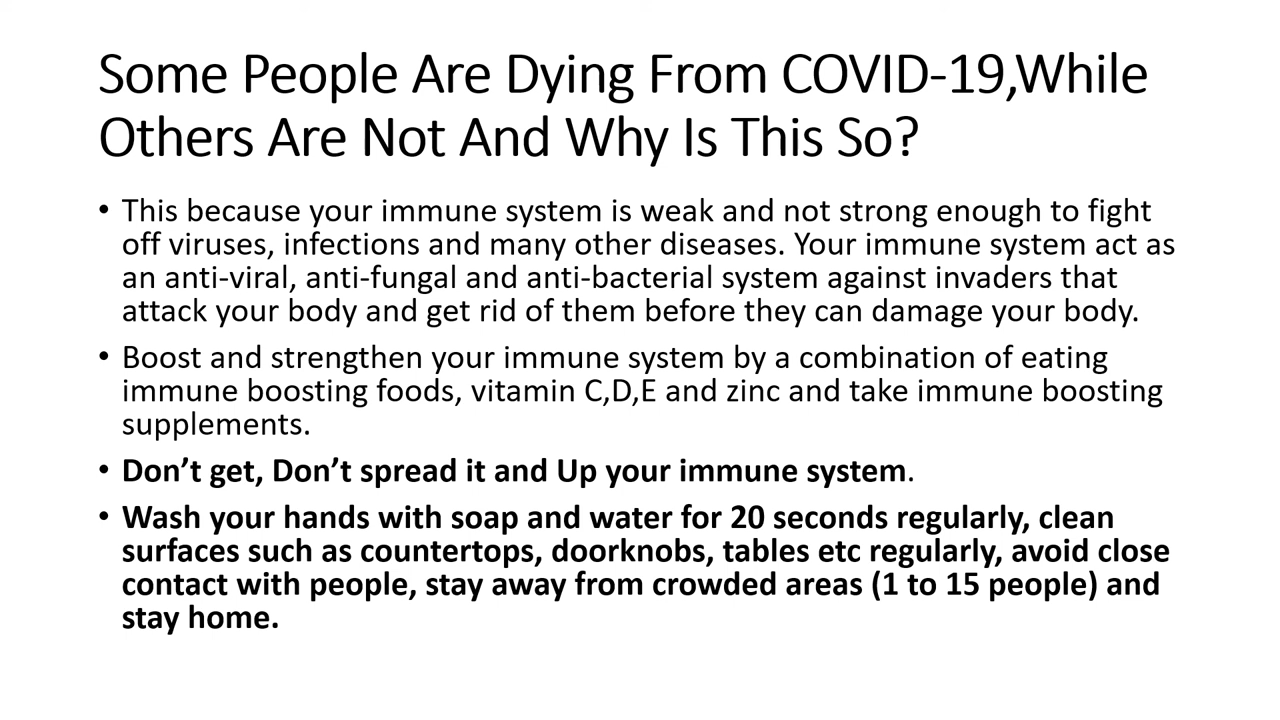 Some People Are Dying From COVID-19,While
Others Are Not And Why Is This So?
• This because your immune system is weak and not strong enough to fight
off viruses, infections and many other diseases. Your immune system act as
an anti-viral, anti-fungal and anti-bacterial system against invaders that
attack your body and get rid of them before they can damage your body.
• Boost and strengthen your immune system by a combination of eating
immune boosting foods, vitamin C,D,E and zinc and take immune boosting
supplements.
• Don’t get, Don’t spread it and Up your immune system.
• Wash your hands with soap and water for 20 seconds regularly, clean
surfaces such as countertops, doorknobs, tables etc regularly, avoid close
contact with people, stay away from crowded areas (1 to 15 people) and
stay home.